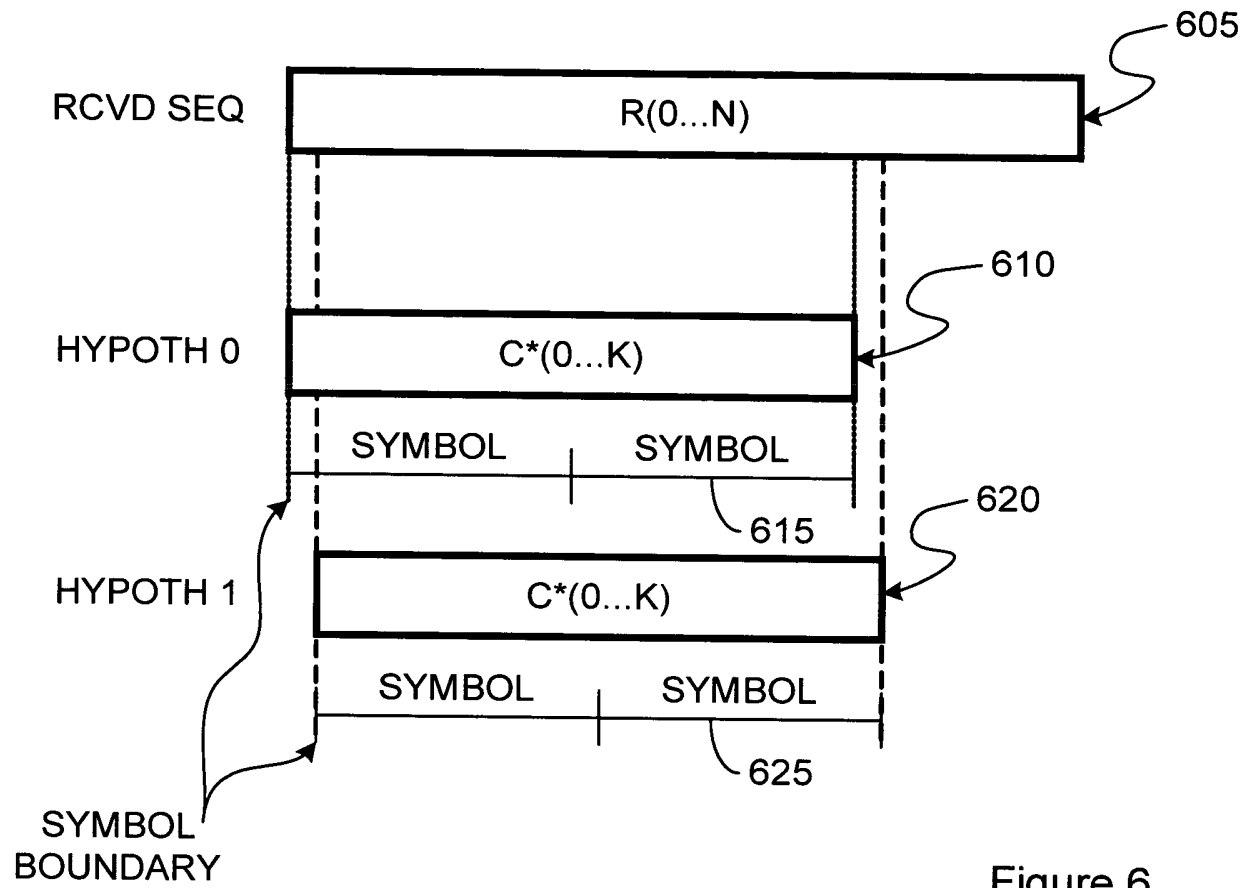 605
RCVD SEQ
R(0...N)
610
HYPOTH 0
C*(0...K)
SYMBOL SYMBOL
615
620
HYPOTH 1
C*(0...K)
SYMBOL SYMBOL
625
SYMBOL
BOUNDARY
Figure 6